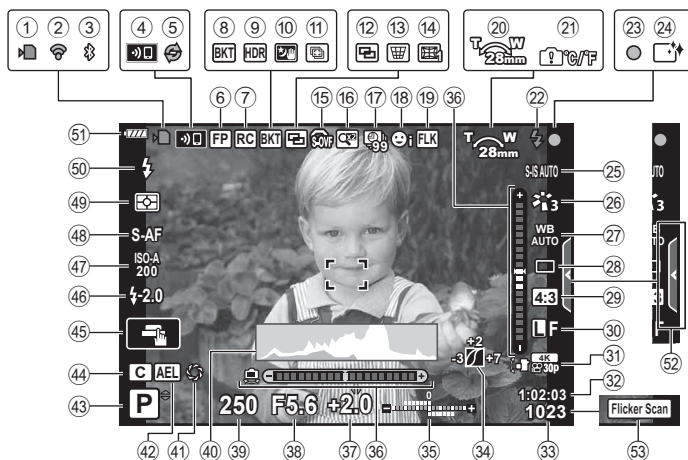 1 2 3 4 5 8 9 10 11 12 13 14 20 21 23 24
BKT HDR
T W
28mm
°C/°F
6 7 15 16 17 18 19 36 22
51 FP RC BKT S-OVF 99 i FLK T W
28mm
50 S-IS AUTO 25
49 3 26
48 S-AF WB
AUTO 27
47 ISO-A
200 28
46 -2.0 4:3 29
45 L F 30
40 +2
-3 +7 4K
30p 31
52
44 C AEL 1:02:03 32
43 P 250 F5.6 +2.0 0 1023 Flicker Scan
42 41 40 39 38 37 36 35 34 33 53